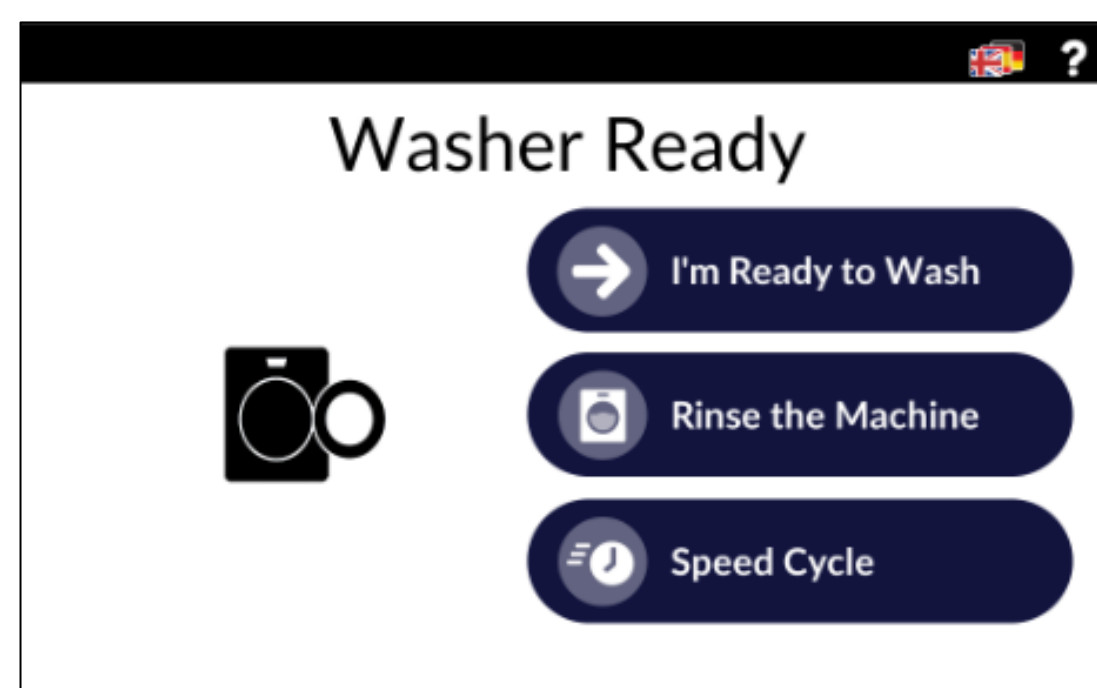 ?
Washer Ready
I'm Ready to Wash
Rinse the Machine
Speed Cycle